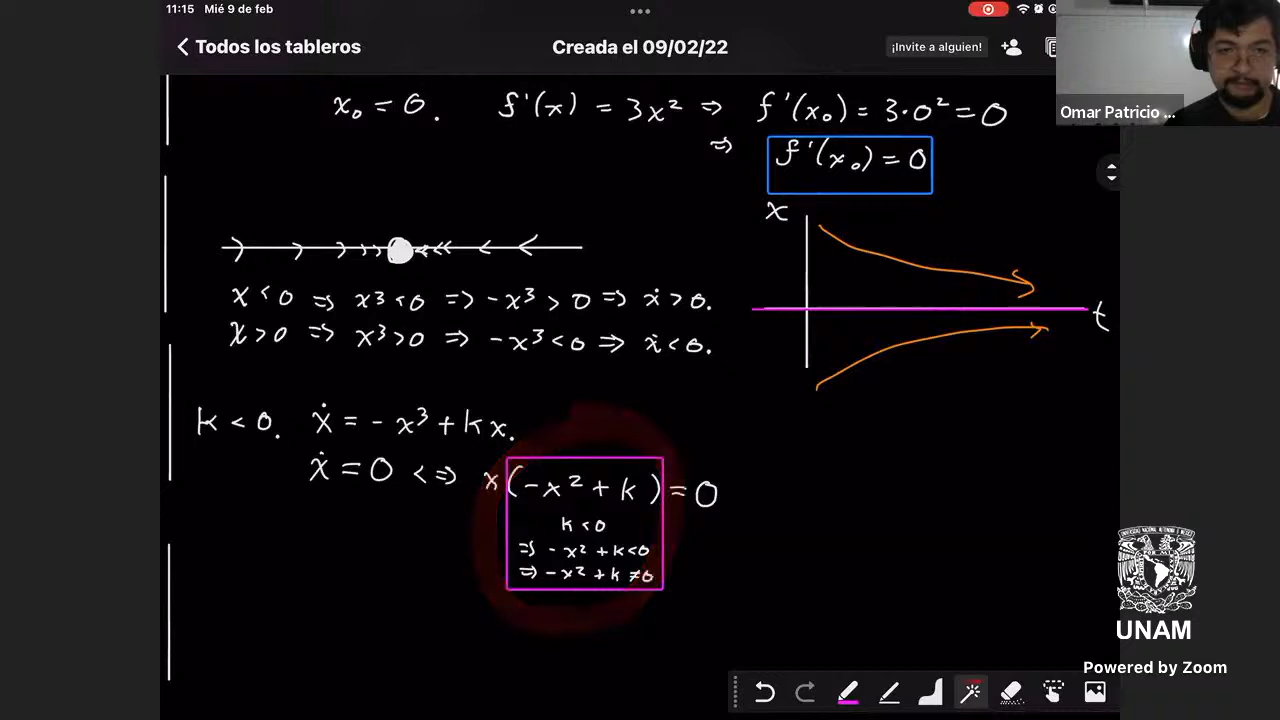 11:15 Mié 9 de feb
Todos los tableros
Creada el 09/02/22
¡Invite a alguien!
Omar Patricio ...
x₀ = 0. f'(x) = 3x² ⇒ f'(x₀) = 3·0² = 0
⇒ f'(x₀) = 0
x
t
x < 0 ⇒ x³ < 0 ⇒ -x³ > 0 ⇒ ẋ > 0.
x > 0 ⇒ x³ > 0 ⇒ -x³ < 0 ⇒ ẋ < 0.
k < 0. ẋ = -x³ + kx.
ẋ = 0 <⇒ x(-x² + k) = 0
k < 0
⇒ -x² + k < 0
⇒ -x² + k ≠ 0
UNAM
Powered by Zoom